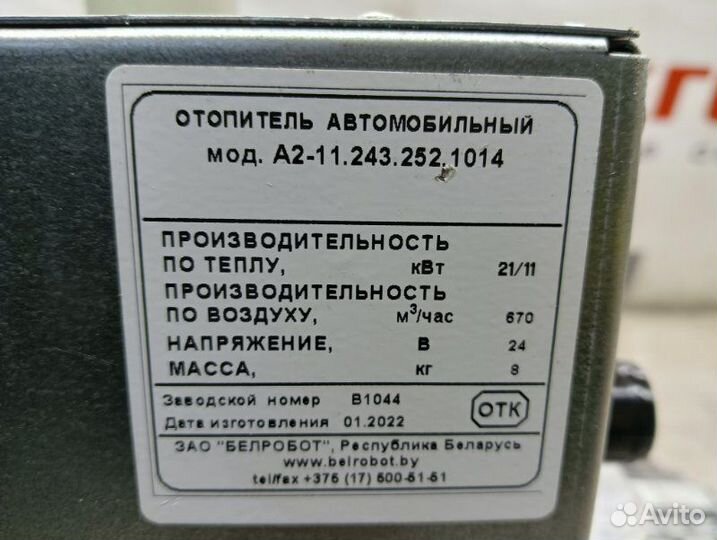 ОТОПИТЕЛЬ АВТОМОБИЛЬНЫЙ
мод. А2-11.243.252.1014
ПРОИЗВОДИТЕЛЬНОСТЬ
ПО ТЕПЛУ, кВт 21/11
ПРОИЗВОДИТЕЛЬНОСТЬ
ПО ВОЗДУХУ, м³/час 670
НАПРЯЖЕНИЕ, В 24
МАССА, кг 8
Заводской номер В1044
Дата изготовления 01.2022
ОТК
ЗАО "БЕЛРОБОТ", Республика Беларусь
www.belrobot.by
tel/fax +375 (17) 500-51-51
Avito